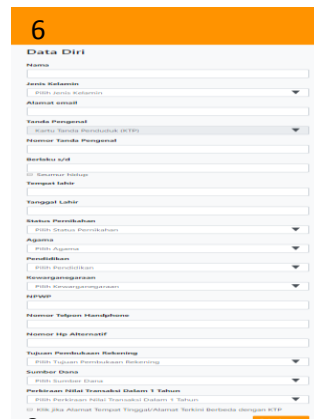 6
Data Diri
Nama
Jenis Kelamin
Pilih Jenis Kelamin
Alamat email
Tanda Pengenal
Kartu Tanda Penduduk (KTP)
Nomor Tanda Pengenal
Berlaku s/d
Seumur hidup
Tempat lahir
Tanggal Lahir
Status Pernikahan
Pilih Status Pernikahan
Agama
Pilih Agama
Pendidikan
Pilih Pendidikan
Kewarganegaraan
Pilih Kewarganegaraan
NPWP
Nomor Telpon Handphone
Nomor Hp Alternatif
Tujuan Pembukaan Rekening
Pilih Tujuan Pembukaan Rekening
Sumber Dana
Pilih Sumber Dana
Perkiraan Nilai Transaksi Dalam 1 Tahun
Pilih Perkiraan Nilai Transaksi Dalam 1 Tahun
Klik jika Alamat Tempat Tinggal/Alamat Terkini Berbeda dengan KTP